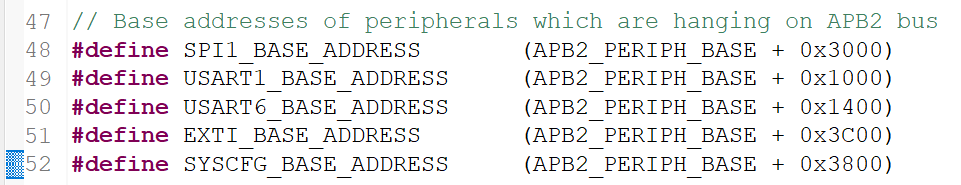 47 // Base addresses of peripherals which are hanging on APB2 bus
48 #define SPI1_BASE_ADDRESS (APB2_PERIPH_BASE + 0x3000)
49 #define USART1_BASE_ADDRESS (APB2_PERIPH_BASE + 0x1000)
50 #define USART6_BASE_ADDRESS (APB2_PERIPH_BASE + 0x1400)
51 #define EXTI_BASE_ADDRESS (APB2_PERIPH_BASE + 0x3C00)
52 #define SYSCFG_BASE_ADDRESS (APB2_PERIPH_BASE + 0x3800)